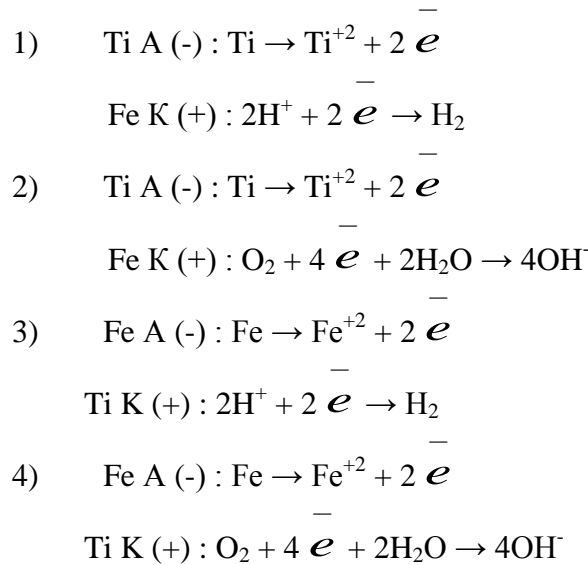 1) Ti A (-) : Ti → Ti⁺² + 2 e̅
Fe К (+) : 2H⁺ + 2 e̅ → H₂
2) Ti A (-) : Ti → Ti⁺² + 2 e̅
Fe К (+) : O₂ + 4 e̅ + 2H₂O → 4OH⁻
3) Fe A (-) : Fe → Fe⁺² + 2 e̅
Ti К (+) : 2H⁺ + 2 e̅ → H₂
4) Fe A (-) : Fe → Fe⁺² + 2 e̅
Ti К (+) : O₂ + 4 e̅ + 2H₂O → 4OH⁻